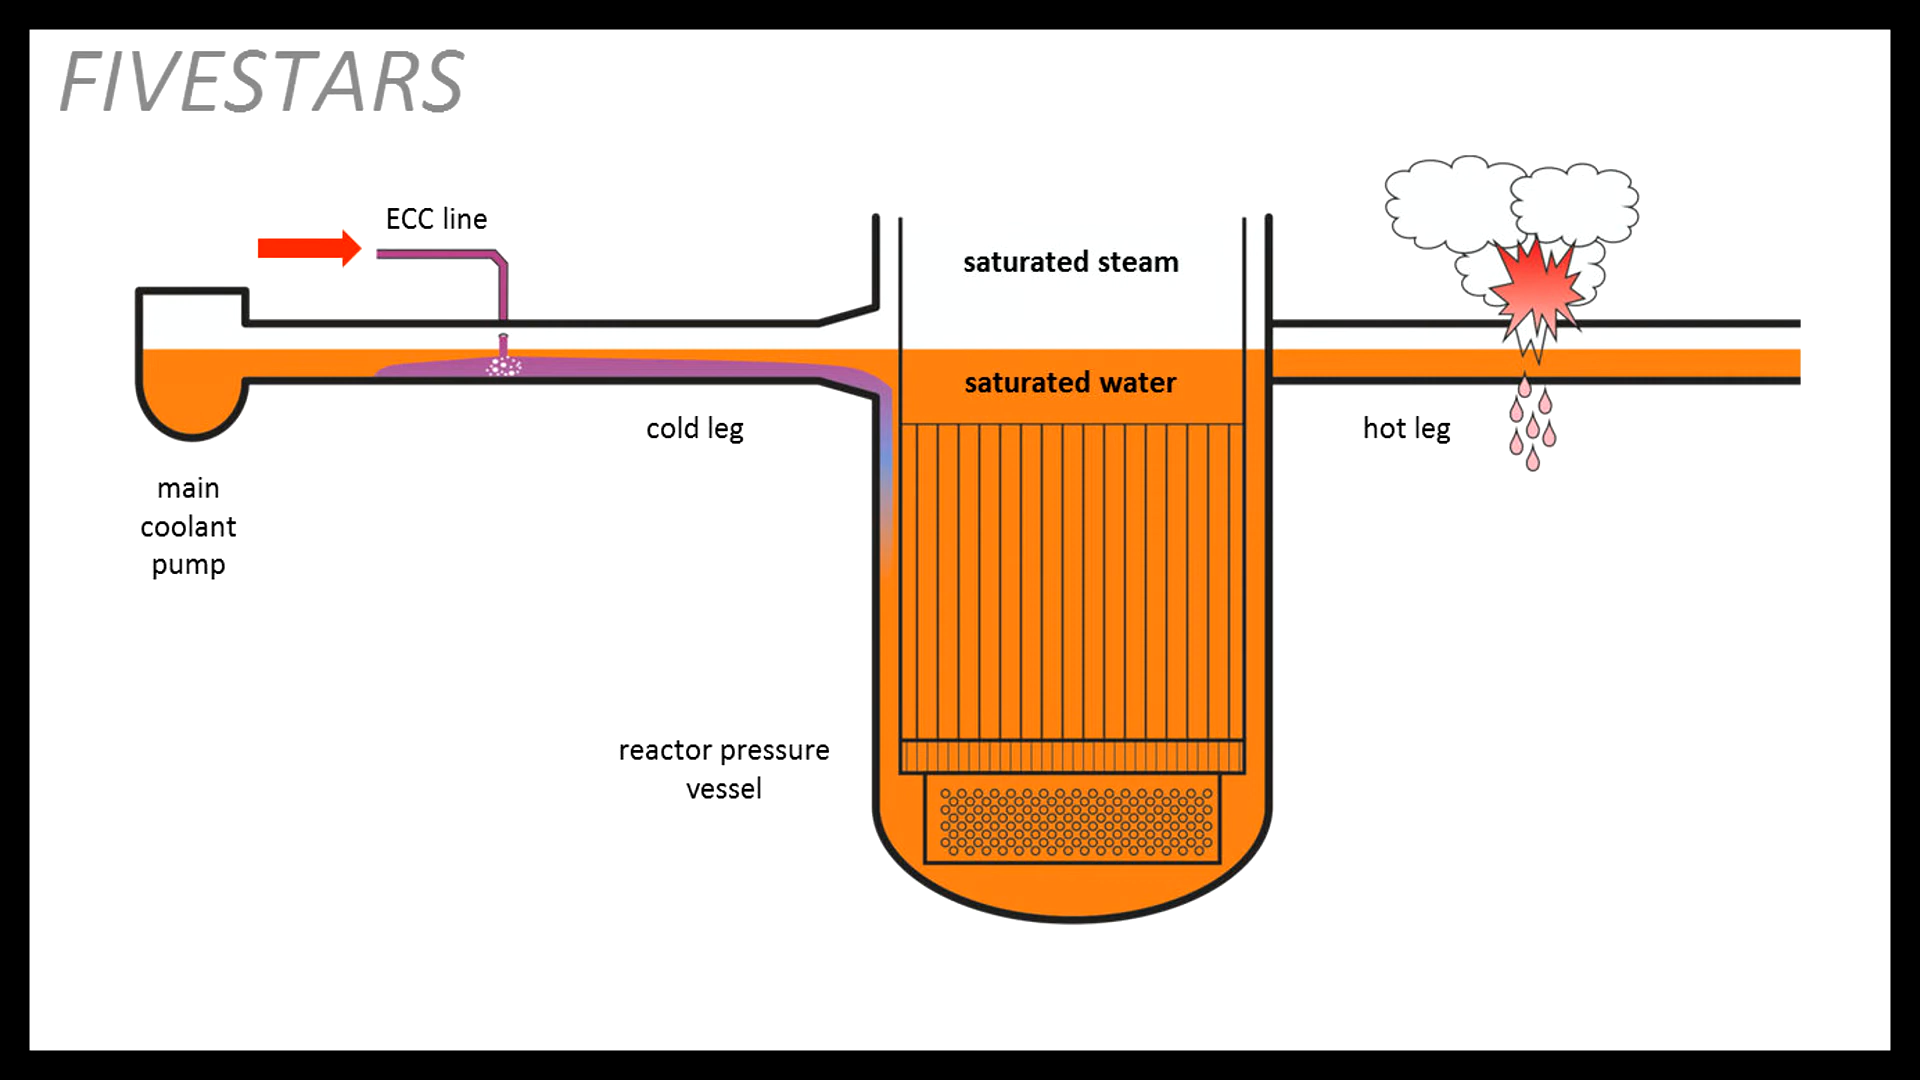 FIVESTARS
ECC line
saturated steam
saturated water
cold leg
hot leg
main
coolant
pump
reactor pressure
vessel